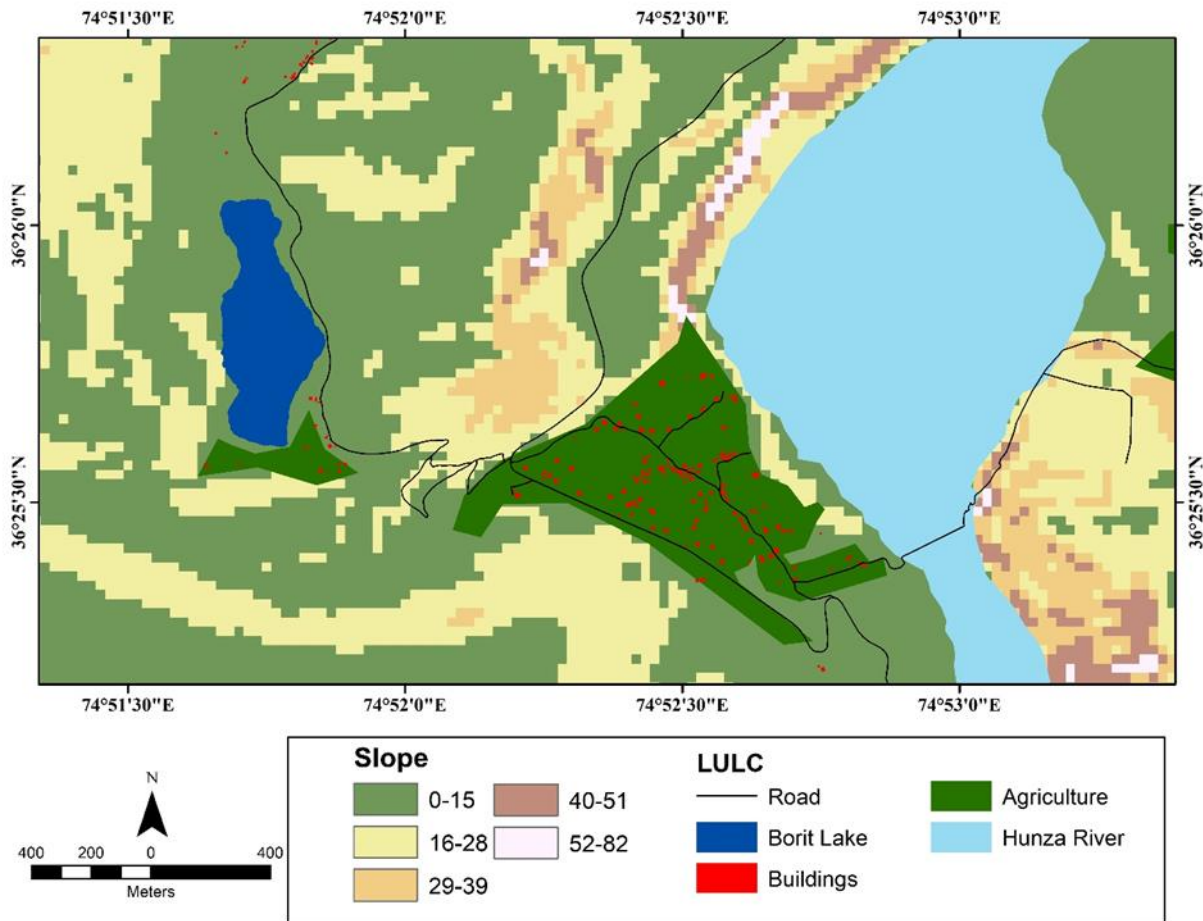 74°51'30"E 74°52'0"E 74°52'30"E 74°53'0"E
36°26'0"N 36°26'0"N
36°25'30"N 36°25'30"N
74°51'30"E 74°52'0"E 74°52'30"E 74°53'0"E
N
400 200 0 400
Meters
Slope
0-15 40-51
16-28 52-82
29-39
LULC
Road Agriculture
Borit Lake Hunza River
Buildings